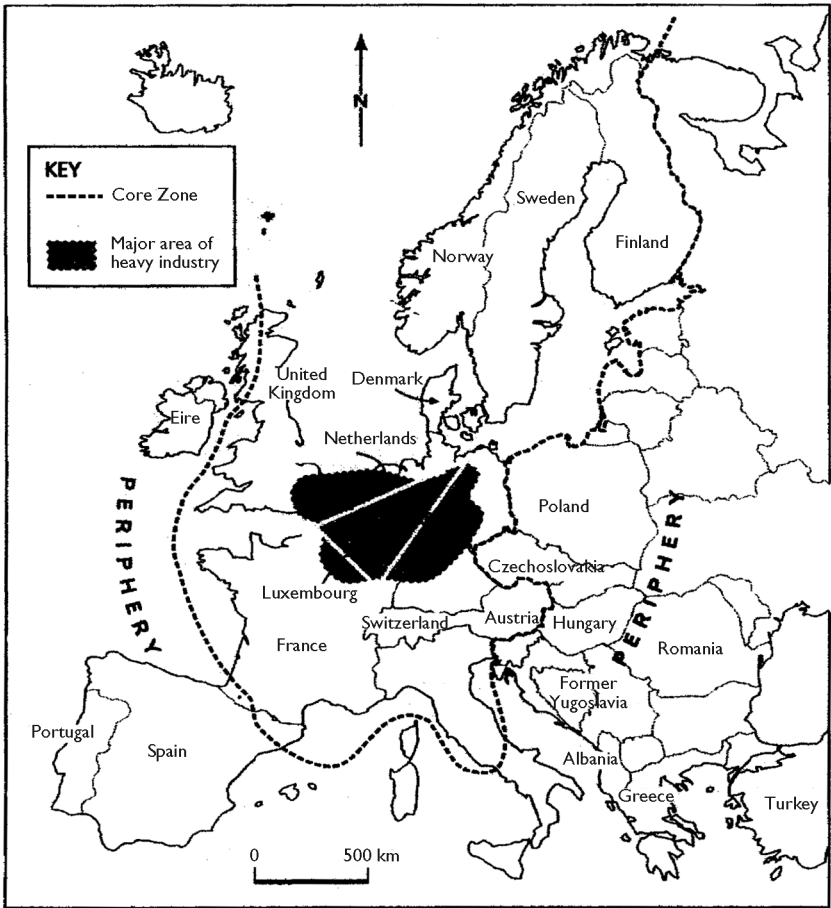 N
KEY
Core Zone
Major area of
heavy industry
Sweden
Finland
Norway
United
Kingdom
Denmark
Eire
Netherlands
PERIPHERY
Poland
PERIPHERY
Czechoslovakia
Luxembourg
Switzerland
Austria
Hungary
France
Romania
Former
Yugoslavia
Portugal
Spain
Albania
Greece
Turkey
0 500 km